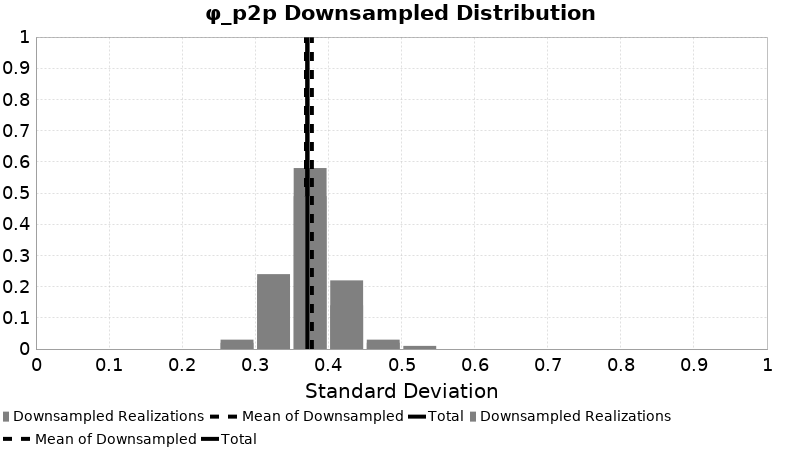 φ_p2p Downsampled Distribution
1
0.9
0.8
0.7
0.6
0.5
0.4
0.3
0.2
0.1
0
0 0.1 0.2 0.3 0.4 0.5 0.6 0.7 0.8 0.9 1
Standard Deviation
Downsampled Realizations Mean of Downsampled Total Downsampled Realizations
Mean of Downsampled Total